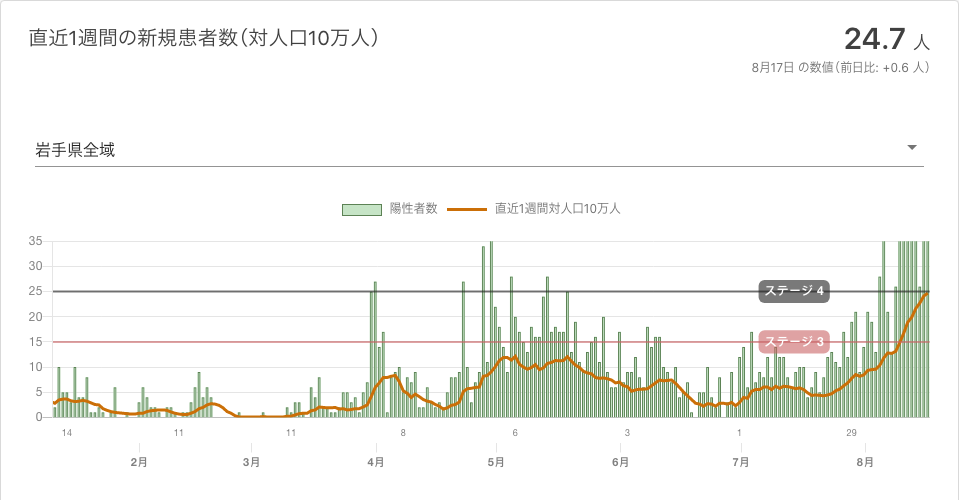 直近1週間の新規患者数(対人口10万人)
24.7 人
8月17日 の数値(前日比: +0.6 人)
岩手県全域
陽性者数 直近1週間対人口10万人
35
30
25
20
15
10
5
0
ステージ 4
ステージ 3
14 11 11 8 6 3 1 29
2月 3月 4月 5月 6月 7月 8月